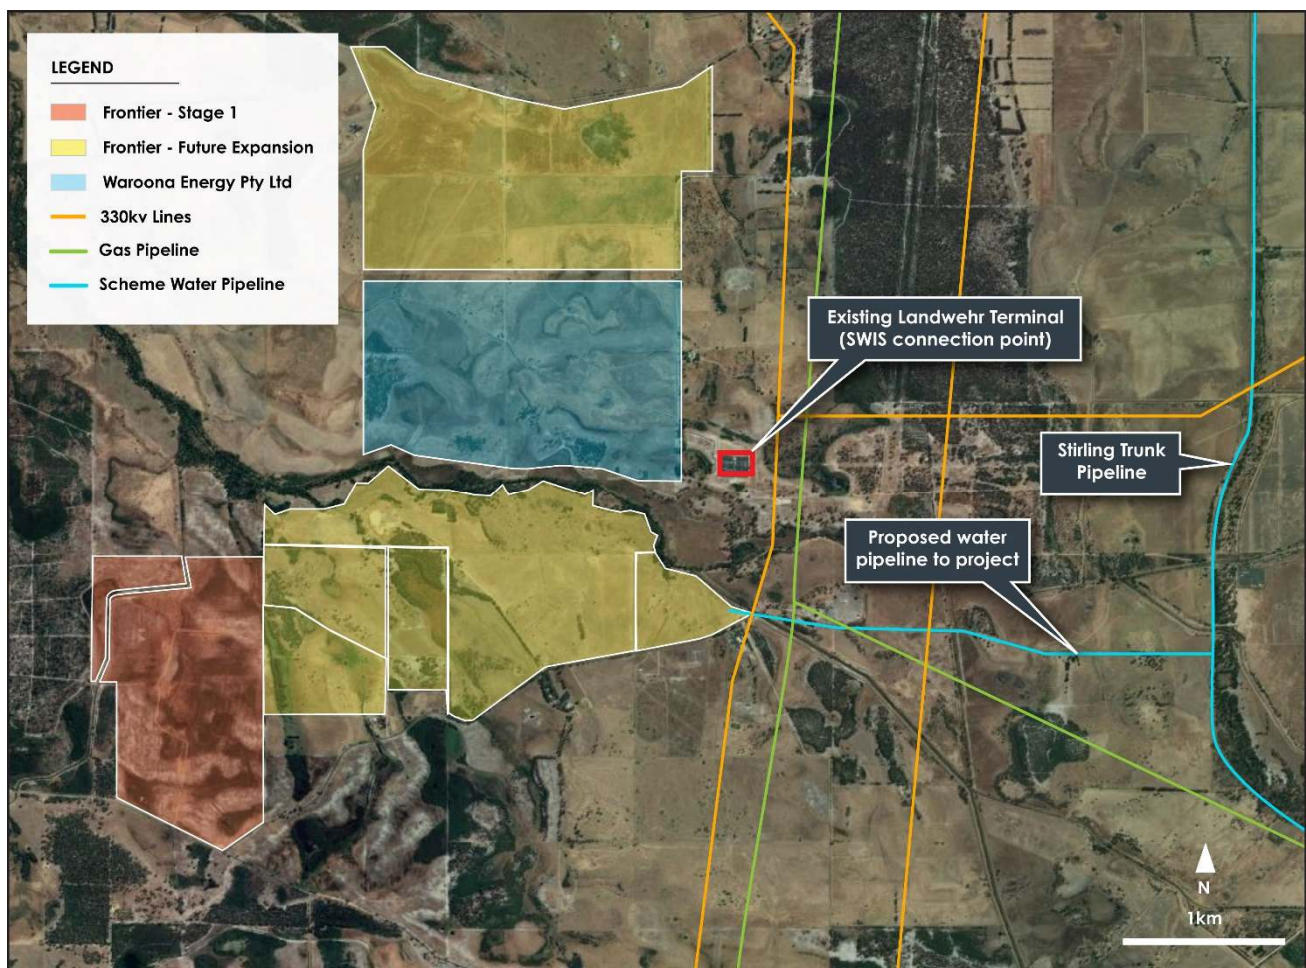 LEGEND
Frontier - Stage 1
Frontier - Future Expansion
Waroona Energy Pty Ltd
330kv Lines
Gas Pipeline
Scheme Water Pipeline
Existing Landwehr Terminal
(SWIS connection point)
Stirling Trunk
Pipeline
Proposed water
pipeline to project
N
1km